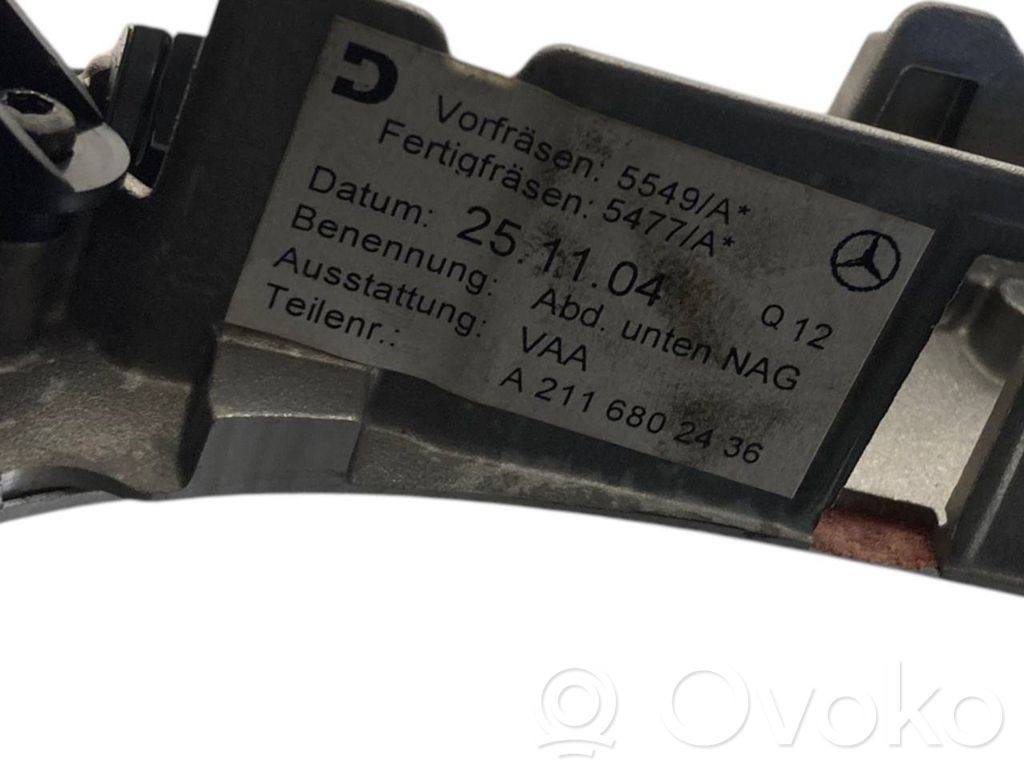 Vorfräsen: 5549/A*
Fertigfräsen: 5477/A*
Datum: 25.11.04 Q 12
Benennung: Abd. unten NAG
Ausstattung: VAA
Teilenr.: A 211 680 24 36
Ovoko